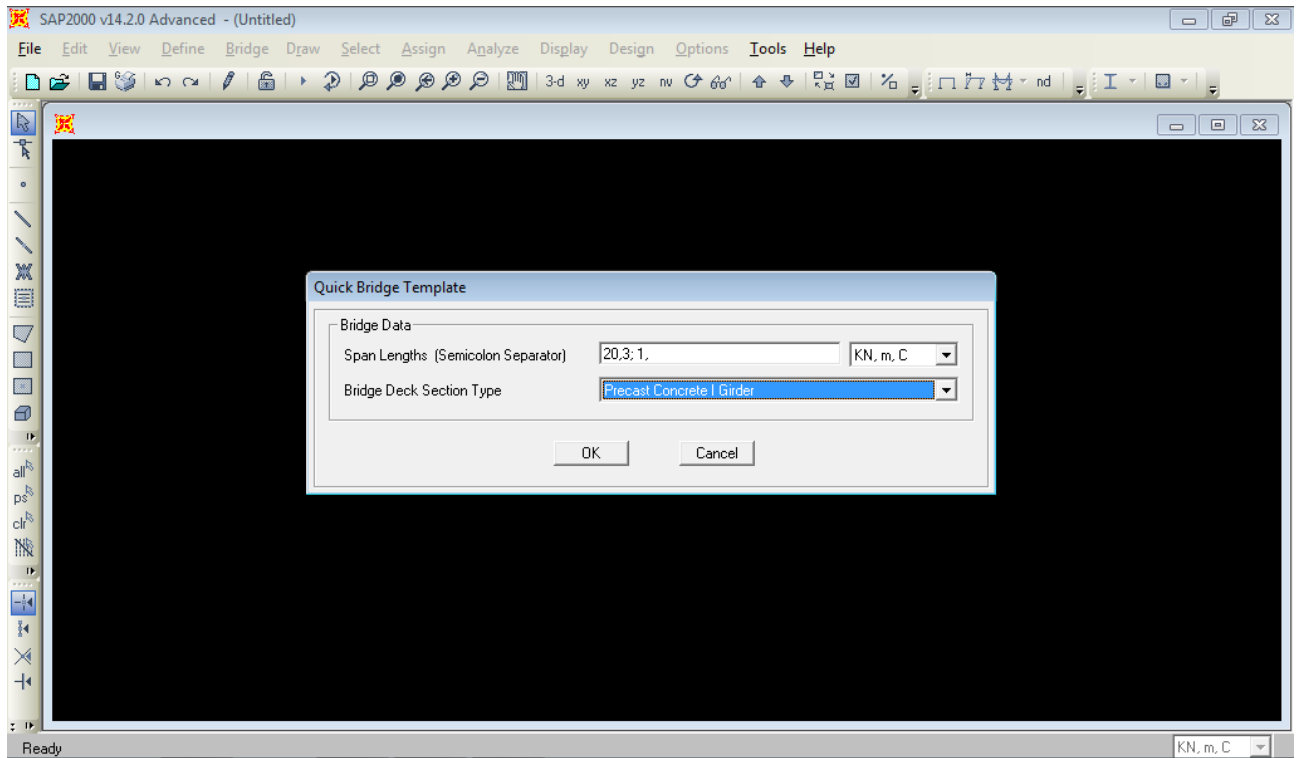 SAP2000 v14.2.0 Advanced - (Untitled)
File Edit View Define Bridge Draw Select Assign Analyze Display Design Options Tools Help
3-d xy xz yz nv nd
Quick Bridge Template
Bridge Data
Span Lengths (Semicolon Separator) 20,3; 1, KN, m, C
Bridge Deck Section Type Precast Concrete I Girder
OK Cancel
all
ps
clr
Ready KN, m, C